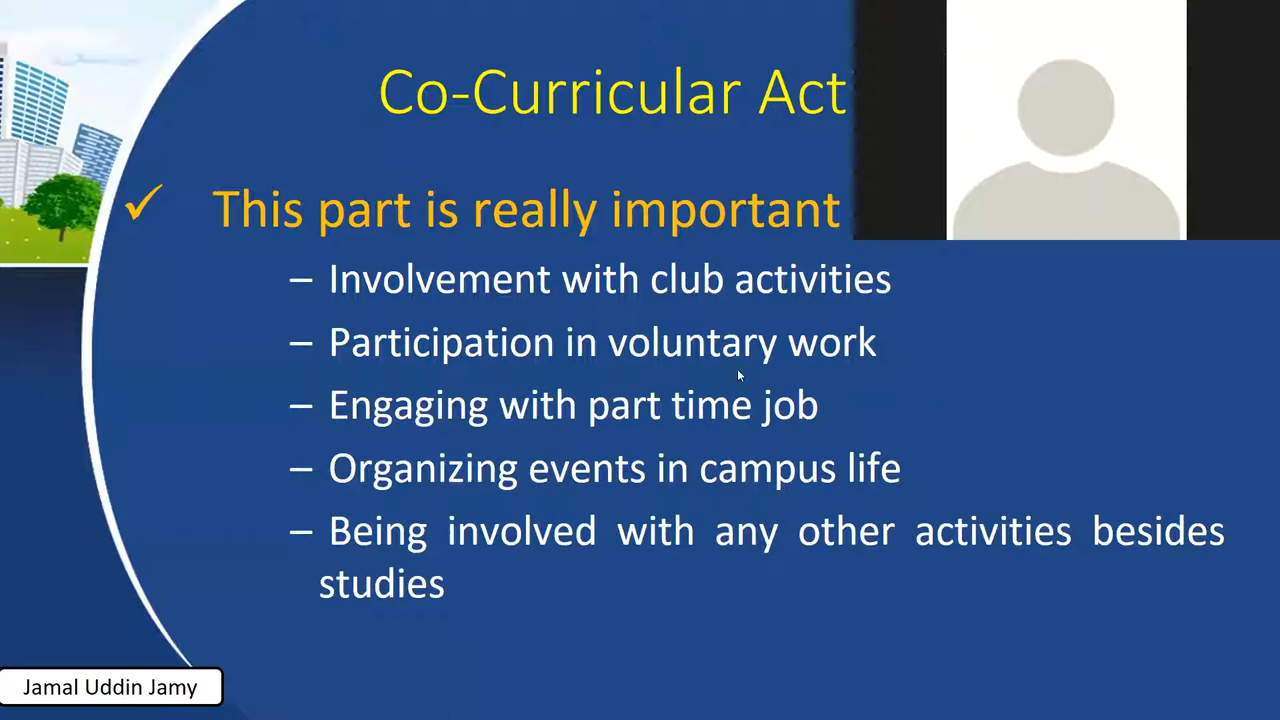 Co-Curricular Act
✓ This part is really important
– Involvement with club activities
– Participation in voluntary work
– Engaging with part time job
– Organizing events in campus life
– Being involved with any other activities besides
studies
Jamal Uddin Jamy